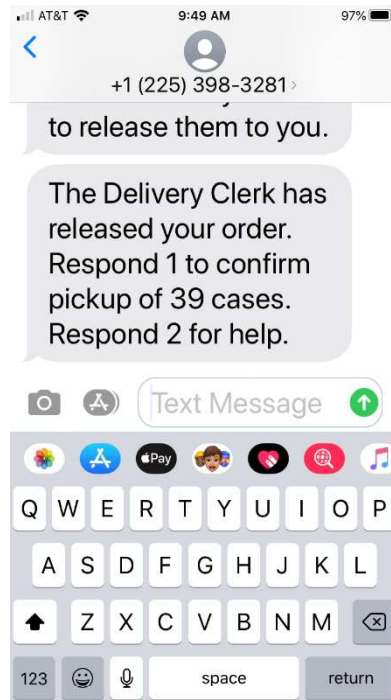 AT&T 9:49 AM 97%
+1 (225) 398-3281 >
to release them to you.
The Delivery Clerk has
released your order.
Respond 1 to confirm
pickup of 39 cases.
Respond 2 for help.
Text Message
Pay
Q W E R T Y U I O P
A S D F G H J K L
Z X C V B N M
123 space return